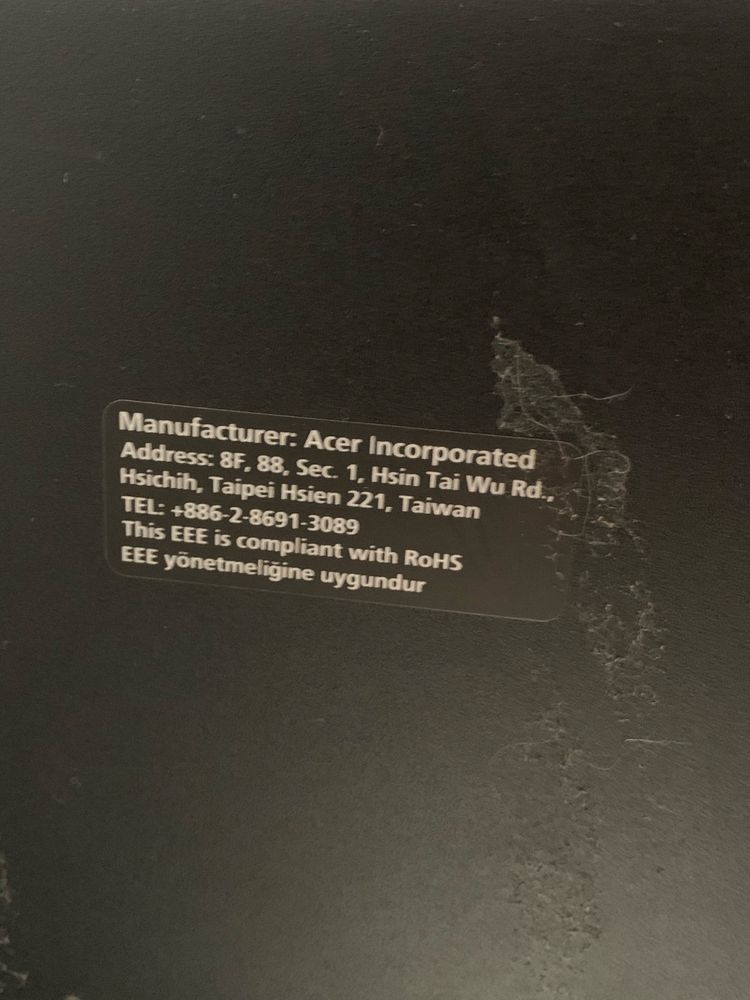 Manufacturer: Acer Incorporated
Address: 8F, 88, Sec. 1, Hsin Tai Wu Rd.,
Hsichih, Taipei Hsien 221, Taiwan
TEL: +886-2-8691-3089
This EEE is compliant with RoHS
EEE yönetmeliğine uygundur